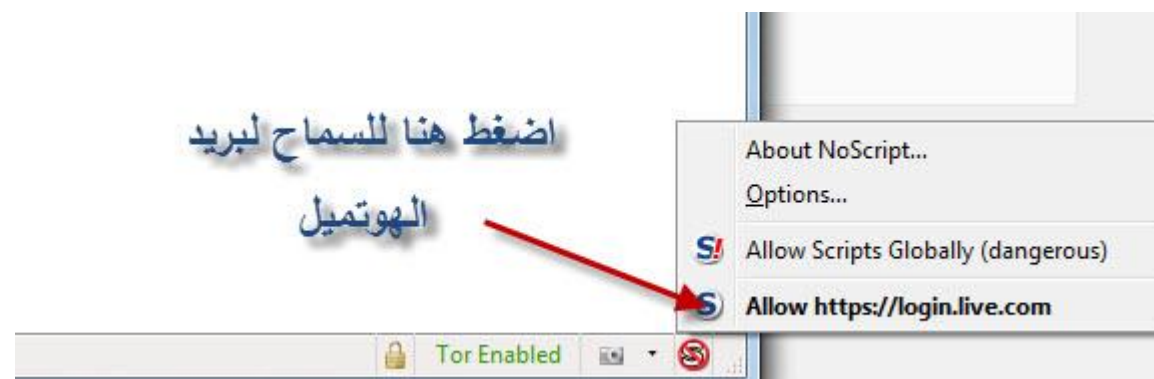 اضغط هنا للسماح لبريد
الهوتميل
About NoScript...
Options...
Allow Scripts Globally (dangerous)
Allow https://login.live.com
Tor Enabled